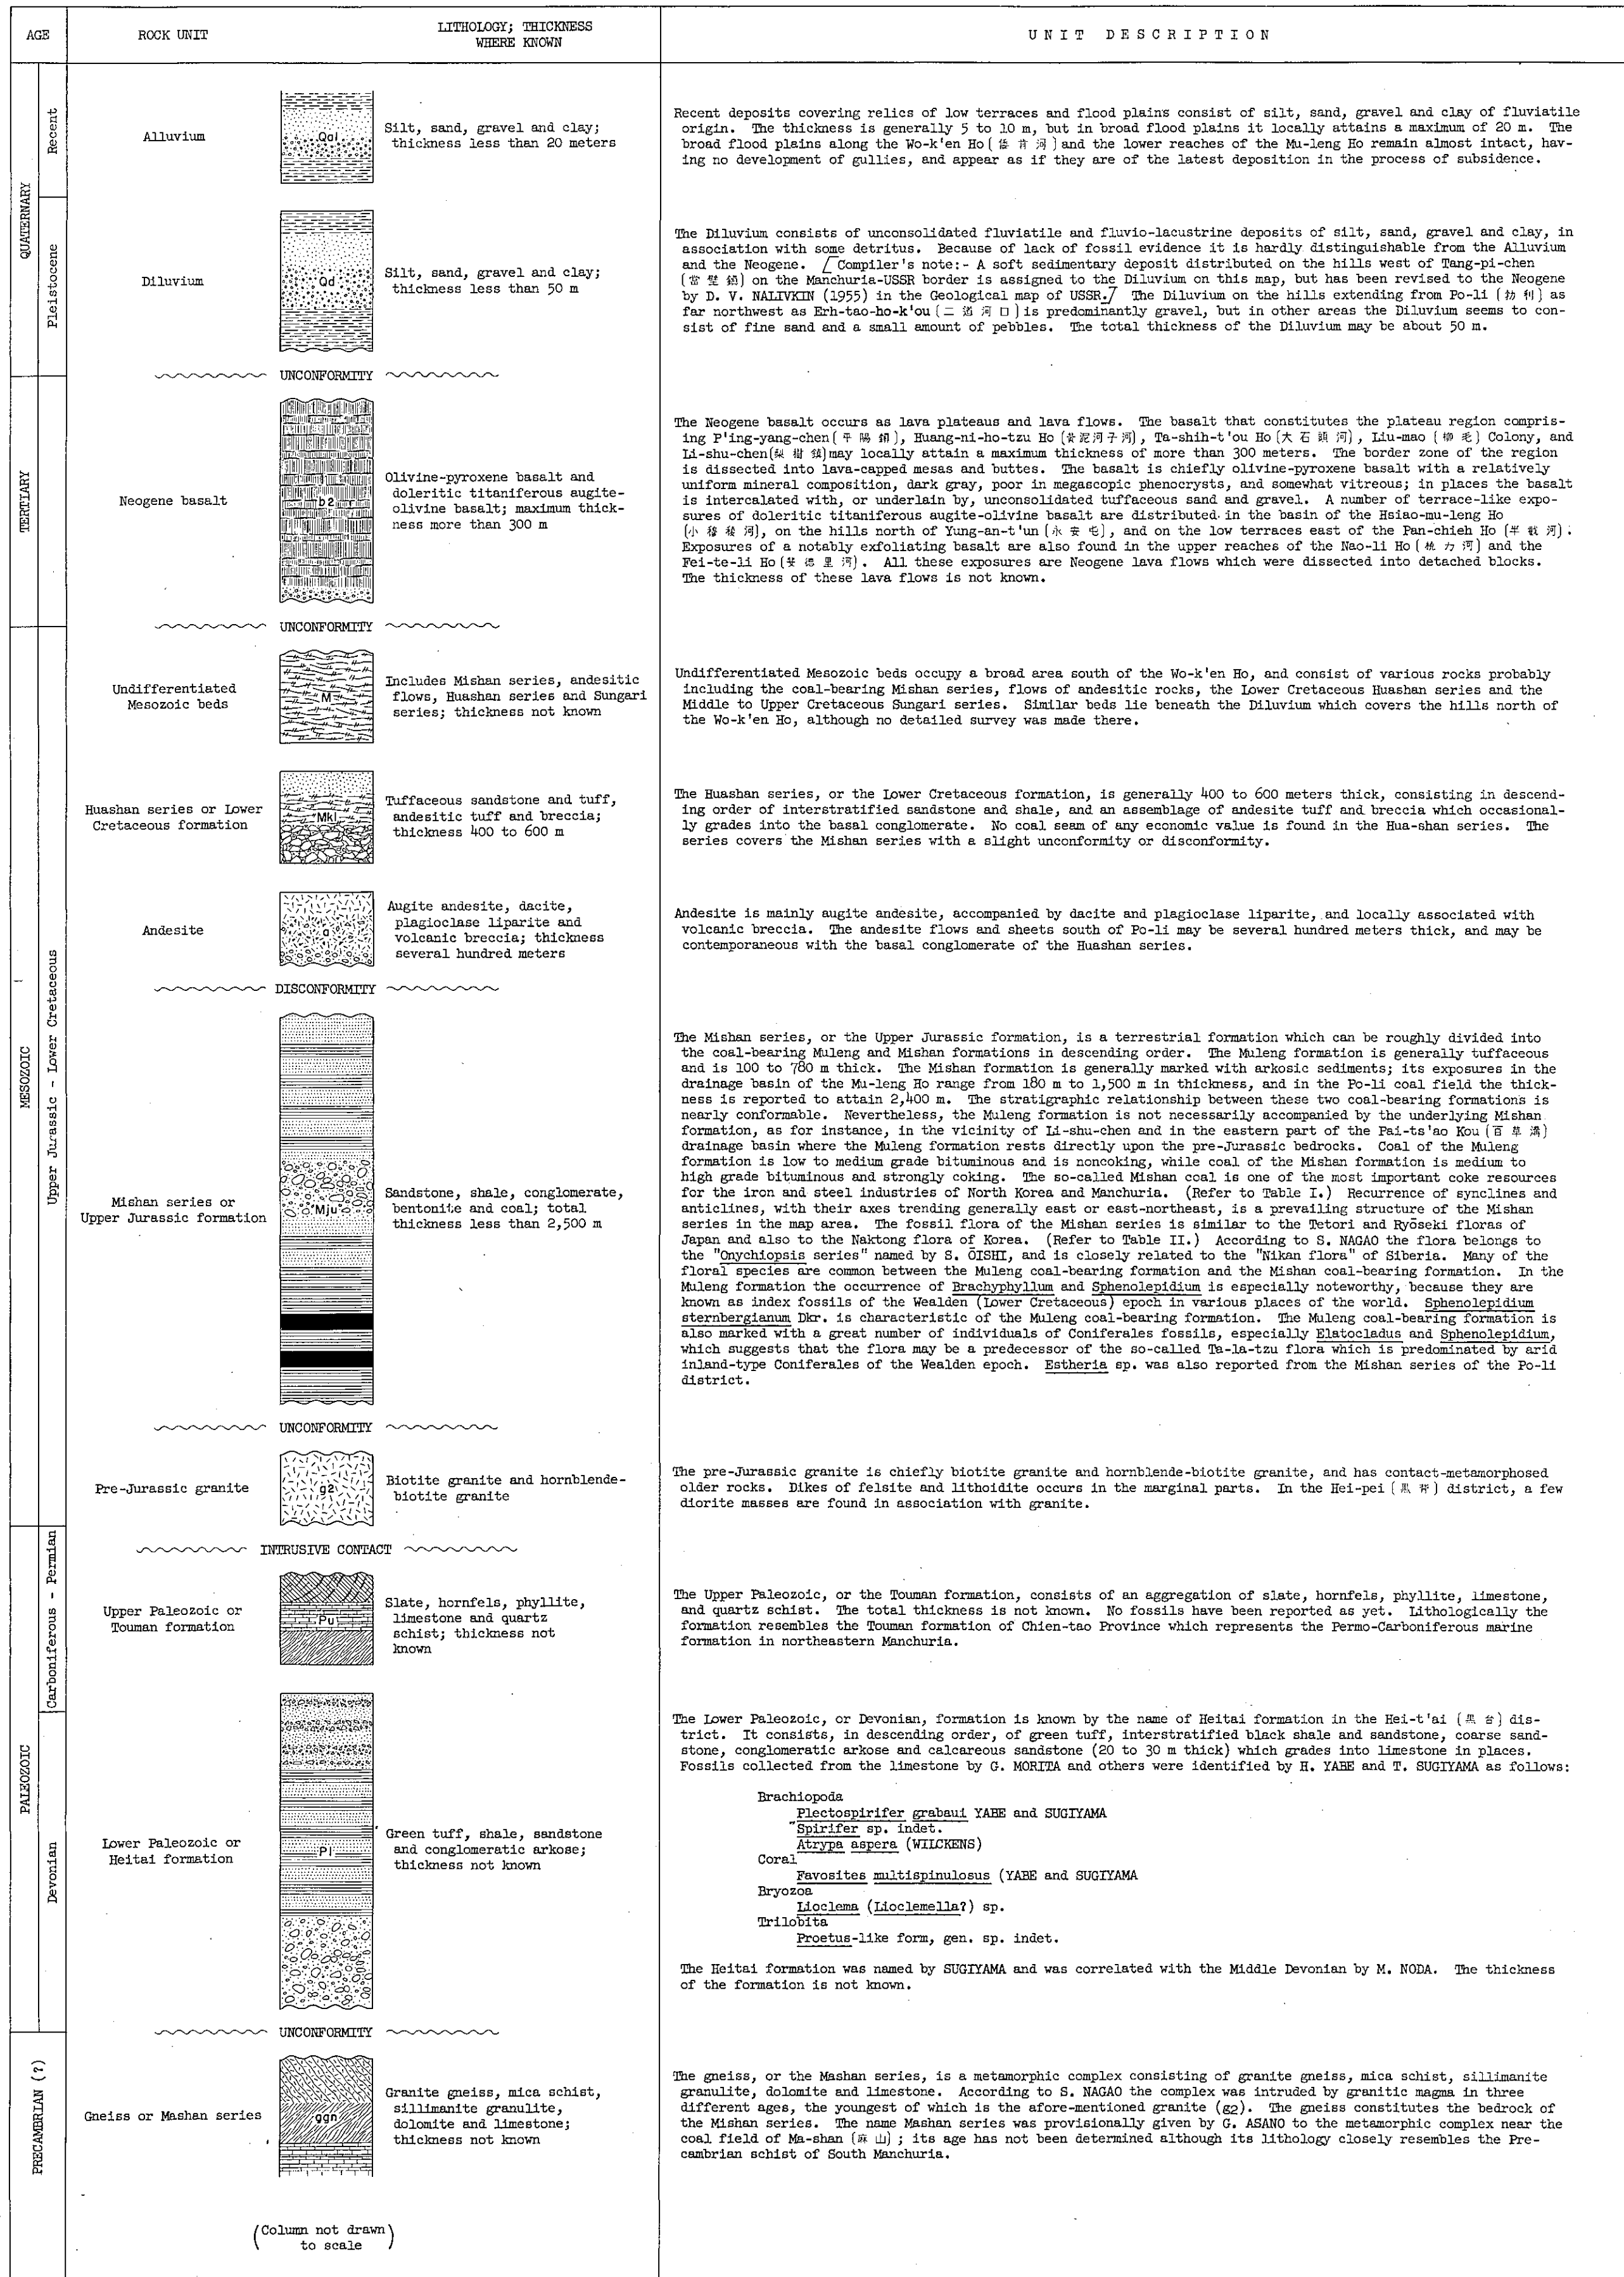 AGE
ROCK UNIT
LITHOLOGY; THICKNESS
WHERE KNOWN
UNIT DESCRIPTION
QUATERNARY
Recent
Alluvium
Qal
Silt, sand, gravel and clay;
thickness less than 20 meters
Recent deposits covering relics of low terraces and flood plains consist of silt, sand, gravel and clay of fluviatile
origin. The thickness is generally 5 to 10 m, but in broad flood plains it locally attains a maximum of 20 m. The
broad flood plains along the Wo-k'en Ho (倭肯河) and the lower reaches of the Mu-leng Ho remain almost intact, hav-
ing no development of gullies, and appear as if they are of the latest deposition in the process of subsidence.
Pleistocene
Diluvium
Qd
Silt, sand, gravel and clay;
thickness less than 50 m
The Diluvium consists of unconsolidated fluviatile and fluvio-lacustrine deposits of silt, sand, gravel and clay, in
association with some detritus. Because of lack of fossil evidence it is hardly distinguishable from the Alluvium
and the Neogene. [Compiler's note:- A soft sedimentary deposit distributed on the hills west of Tang-pi-chen
(當壁鎮) on the Manchuria-USSR border is assigned to the Diluvium on this map, but has been revised to the Neogene
by D. V. NALIVKIN (1955) in the Geological map of USSR.] The Diluvium on the hills extending from Po-li (勃利) as
far northwest as Erh-tao-ho-k'ou (二道河口) is predominantly gravel, but in other areas the Diluvium seems to con-
sist of fine sand and a small amount of pebbles. The total thickness of the Diluvium may be about 50 m.
UNCONFORMITY
TERTIARY
Neogene basalt
b2
Olivine-pyroxene basalt and
doleritic titaniferous augite-
olivine basalt; maximum thick-
ness more than 300 m
The Neogene basalt occurs as lava plateaus and lava flows. The basalt that constitutes the plateau region compris-
ing P'ing-yang-chen (平陽鎮), Huang-ni-ho-tzu Ho (黄泥河子河), Ta-shih-t'ou Ho (大石頭河), Liu-mao (柳毛) Colony, and
Li-shu-chen (梨樹鎮) may locally attain a maximum thickness of more than 300 meters. The border zone of the region
is dissected into lava-capped mesas and buttes. The basalt is chiefly olivine-pyroxene basalt with a relatively
uniform mineral composition, dark gray, poor in megascopic phenocrysts, and somewhat vitreous; in places the basalt
is intercalated with, or underlain by, unconsolidated tuffaceous sand and gravel. A number of terrace-like expo-
sures of doleritic titaniferous augite-olivine basalt are distributed in the basin of the Hsiao-mu-leng Ho
(小穆稜河), on the hills north of Yung-an-t'un (永安屯), and on the low terraces east of the Pan-chieh Ho (半截河).
Exposures of a notably exfoliating basalt are also found in the upper reaches of the Nao-li Ho (撓力河) and the
Fei-te-li Ho (斐德里河). All these exposures are Neogene lava flows which were dissected into detached blocks.
The thickness of these lava flows is not known.
UNCONFORMITY
MESOZOIC
Upper Jurassic - Lower Cretaceous
Undifferentiated
Mesozoic beds
M
Includes Mishan series, andesitic
flows, Huashan series and Sungari
series; thickness not known
Undifferentiated Mesozoic beds occupy a broad area south of the Wo-k'en Ho, and consist of various rocks probably
including the coal-bearing Mishan series, flows of andesitic rocks, the Lower Cretaceous Huashan series and the
Middle to Upper Cretaceous Sungari series. Similar beds lie beneath the Diluvium which covers the hills north of
the Wo-k'en Ho, although no detailed survey was made there.
Huashan series or Lower
Cretaceous formation
Mkl
Tuffaceous sandstone and tuff,
andesitic tuff and breccia;
thickness 400 to 600 m
The Huashan series, or the Lower Cretaceous formation, is generally 400 to 600 meters thick, consisting in descend-
ing order of interstratified sandstone and shale, and an assemblage of andesite tuff and breccia which occasional-
ly grades into the basal conglomerate. No coal seam of any economic value is found in the Hua-shan series. The
series covers the Mishan series with a slight unconformity or disconformity.
Andesite
a
Augite andesite, dacite,
plagioclase liparite and
volcanic breccia; thickness
several hundred meters
Andesite is mainly augite andesite, accompanied by dacite and plagioclase liparite, and locally associated with
volcanic breccia. The andesite flows and sheets south of Po-li may be several hundred meters thick, and may be
contemporaneous with the basal conglomerate of the Huashan series.
DISCONFORMITY
Mishan series or
Upper Jurassic formation
Mju
Sandstone, shale, conglomerate,
bentonite and coal; total
thickness less than 2,500 m
The Mishan series, or the Upper Jurassic formation, is a terrestrial formation which can be roughly divided into
the coal-bearing Muleng and Mishan formations in descending order. The Muleng formation is generally tuffaceous
and is 100 to 780 m thick. The Mishan formation is generally marked with arkosic sediments; its exposures in the
drainage basin of the Mu-leng Ho range from 180 m to 1,500 m in thickness, and in the Po-li coal field the thick-
ness is reported to attain 2,400 m. The stratigraphic relationship between these two coal-bearing formations is
nearly conformable. Nevertheless, the Muleng formation is not necessarily accompanied by the underlying Mishan
formation, as for instance, in the vicinity of Li-shu-chen and in the eastern part of the Pai-ts'ao Kou (百草溝)
drainage basin where the Muleng formation rests directly upon the pre-Jurassic bedrocks. Coal of the Muleng
formation is low to medium grade bituminous and is noncoking, while coal of the Mishan formation is medium to
high grade bituminous and strongly coking. The so-called Mishan coal is one of the most important coke resources
for the iron and steel industries of North Korea and Manchuria. (Refer to Table I.) Recurrence of synclines and
anticlines, with their axes trending generally east or east-northeast, is a prevailing structure of the Mishan
series in the map area. The fossil flora of the Mishan series is similar to the Tetori and Ryōseki floras of
Japan and also to the Naktong flora of Korea. (Refer to Table II.) According to S. NAGAO the flora belongs to
the "Onychiopsis series" named by S. ŌISHI, and is closely related to the "Nikan flora" of Siberia. Many of the
floral species are common between the Muleng coal-bearing formation and the Mishan coal-bearing formation. In the
Muleng formation the occurrence of Brachyphyllum and Sphenolepidium is especially noteworthy, because they are
known as index fossils of the Wealden (Lower Cretaceous) epoch in various places of the world. Sphenolepidium
sternbergianum Dkr. is characteristic of the Muleng coal-bearing formation. The Muleng coal-bearing formation is
also marked with a great number of individuals of Coniferales fossils, especially Elatocladus and Sphenolepidium,
which suggests that the flora may be a predecessor of the so-called Ta-la-tzu flora which is predominated by arid
inland-type Coniferales of the Wealden epoch. Estheria sp. was also reported from the Mishan series of the Po-li
district.
UNCONFORMITY
Pre-Jurassic granite
g2
Biotite granite and hornblende-
biotite granite
The pre-Jurassic granite is chiefly biotite granite and hornblende-biotite granite, and has contact-metamorphosed
older rocks. Dikes of felsite and lithoidite occurs in the marginal parts. In the Hei-pei (黒背) district, a few
diorite masses are found in association with granite.
INTRUSIVE CONTACT
PALEOZOIC
Carboniferous - Permian
Upper Paleozoic or
Touman formation
Pu
Slate, hornfels, phyllite,
limestone and quartz
schist; thickness not
known
The Upper Paleozoic, or the Touman formation, consists of an aggregation of slate, hornfels, phyllite, limestone,
and quartz schist. The total thickness is not known. No fossils have been reported as yet. Lithologically the
formation resembles the Touman formation of Chien-tao Province which represents the Permo-Carboniferous marine
formation in northeastern Manchuria.
Devonian
Lower Paleozoic or
Heitai formation
Pl
Green tuff, shale, sandstone
and conglomeratic arkose;
thickness not known
The Lower Paleozoic, or Devonian, formation is known by the name of Heitai formation in the Hei-t'ai (黒台) dis-
trict. It consists, in descending order, of green tuff, interstratified black shale and sandstone, coarse sand-
stone, conglomeratic arkose and calcareous sandstone (20 to 30 m thick) which grades into limestone in places.
Fossils collected from the limestone by G. MORITA and others were identified by H. YABE and T. SUGIYAMA as follows:
Brachiopoda
Plectospirifer grabaui YABE and SUGIYAMA
Spirifer sp. indet.
Atrypa aspera (WILCKENS)
Coral
Favosites multispinulosus (YABE and SUGIYAMA
Bryozoa
Lioclema (Lioclemella?) sp.
Trilobita
Proetus-like form, gen. sp. indet.
The Heitai formation was named by SUGIYAMA and was correlated with the Middle Devonian by M. NODA. The thickness
of the formation is not known.
UNCONFORMITY
PRECAMBRIAN (?)
Gneiss or Mashan series
ggn
Granite gneiss, mica schist,
sillimanite granulite,
dolomite and limestone;
thickness not known
The gneiss, or the Mashan series, is a metamorphic complex consisting of granite gneiss, mica schist, sillimanite
granulite, dolomite and limestone. According to S. NAGAO the complex was intruded by granitic magma in three
different ages, the youngest of which is the afore-mentioned granite (g2). The gneiss constitutes the bedrock of
the Mishan series. The name Mashan series was provisionally given by G. ASANO to the metamorphic complex near the
coal field of Ma-shan (麻山); its age has not been determined although its lithology closely resembles the Pre-
cambrian schist of South Manchuria.
(Column not drawn
to scale)